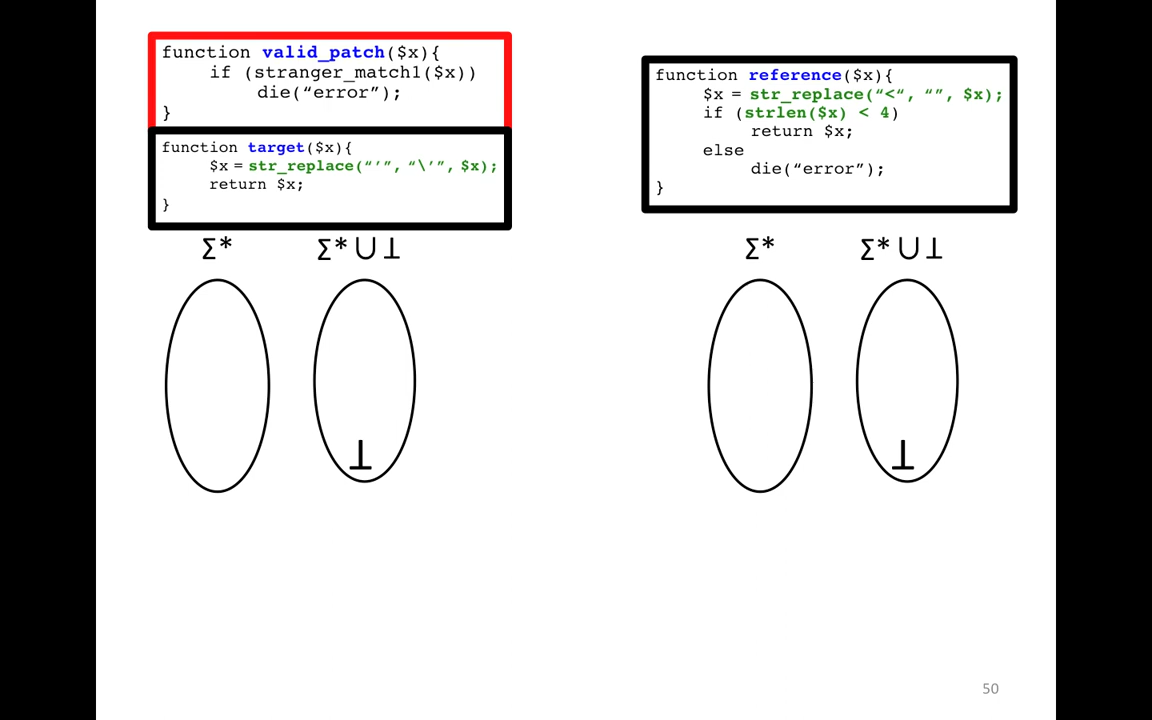 function valid_patch($x){
if (stranger_match1($x))
die(“error”);
}
function target($x){
$x = str_replace(“’”, “\’”, $x);
return $x;
}
function reference($x){
$x = str_replace(“<“, “”, $x);
if (strlen($x) < 4)
return $x;
else
die(“error”);
}
Σ*
Σ* ∪ ⊥
Σ*
Σ* ∪ ⊥
⊥
⊥
50